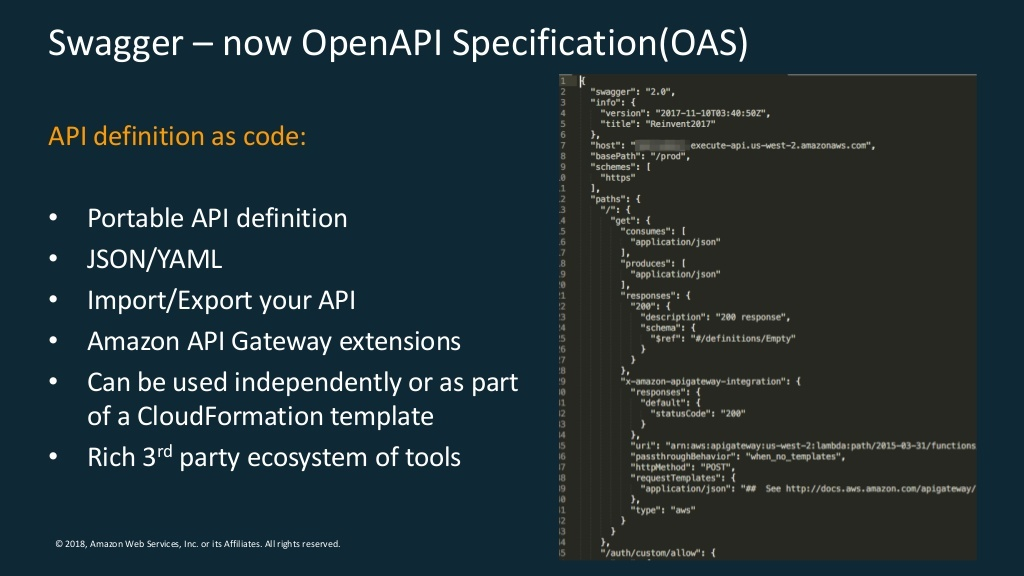 Swagger – now OpenAPI Specification(OAS)
API definition as code:
• Portable API definition
• JSON/YAML
• Import/Export your API
• Amazon API Gateway extensions
• Can be used independently or as part
of a CloudFormation template
• Rich 3rd party ecosystem of tools
© 2018, Amazon Web Services, Inc. or its Affiliates. All rights reserved.
{
"swagger": "2.0",
"info": {
"version": "2017-11-10T03:40:50Z",
"title": "Reinvent2017"
},
"host": " .execute-api.us-west-2.amazonaws.com",
"basePath": "/prod",
"schemes": [
"https"
],
"paths": {
"/": {
"get": {
"consumes": [
"application/json"
],
"produces": [
"application/json"
],
"responses": {
"200": {
"description": "200 response",
"schema": {
"$ref": "#/definitions/Empty"
}
}
},
"x-amazon-apigateway-integration": {
"responses": {
"default": {
"statusCode": "200"
}
},
"uri": "arn:aws:apigateway:us-west-2:lambda:path/2015-03-31/functions
"passthroughBehavior": "when_no_templates",
"httpMethod": "POST",
"requestTemplates": {
"application/json": "## See http://docs.aws.amazon.com/apigateway/
},
"type": "aws"
}
}
},
"/auth/custom/allow": {